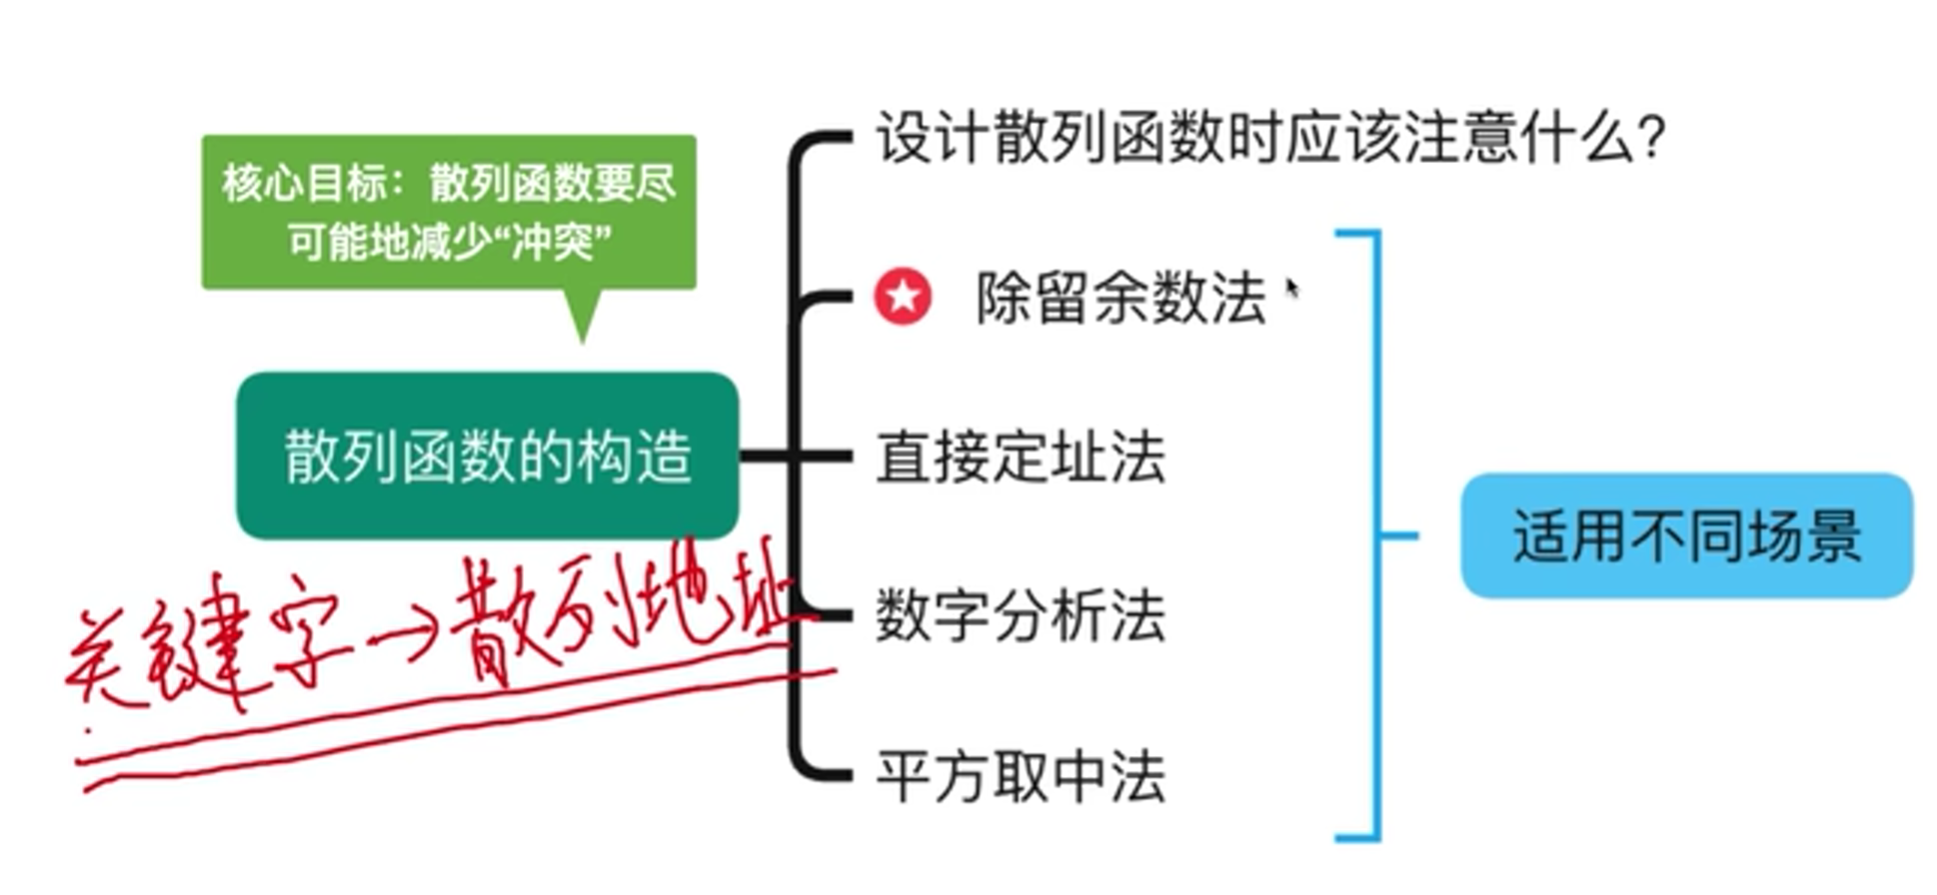 核心目标：散列函数要尽
可能地减少“冲突”
散列函数的构造
关键字→散列地址
设计散列函数时应该注意什么?
除留余数法
直接定址法
数字分析法
平方取中法
适用不同场景